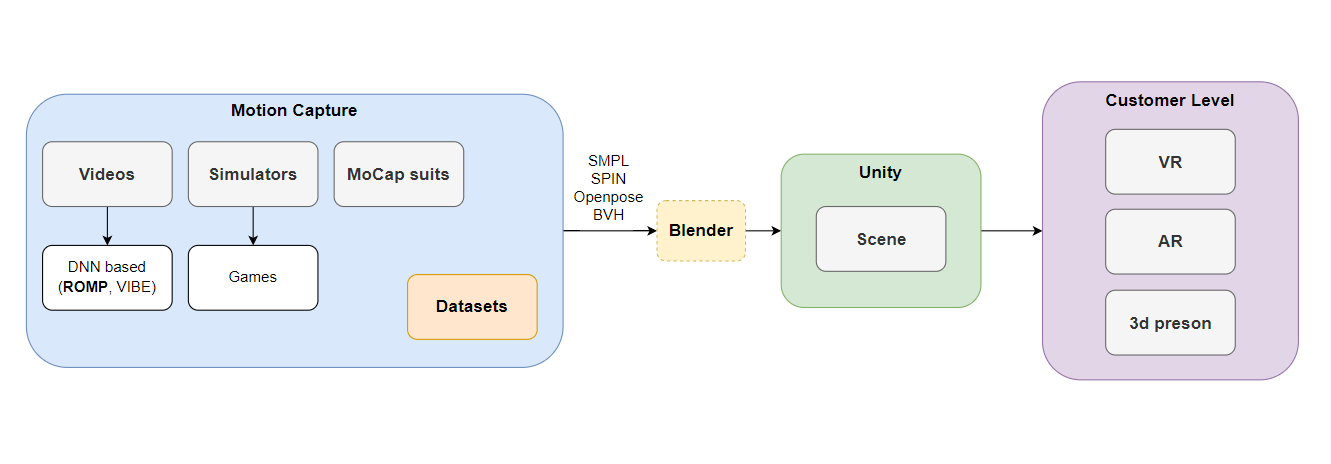 Motion Capture
Videos
Simulators
MoCap suits
DNN based
(ROMP, VIBE)
Games
Datasets
SMPL
SPIN
Openpose
BVH
Blender
Unity
Scene
Customer Level
VR
AR
3d preson